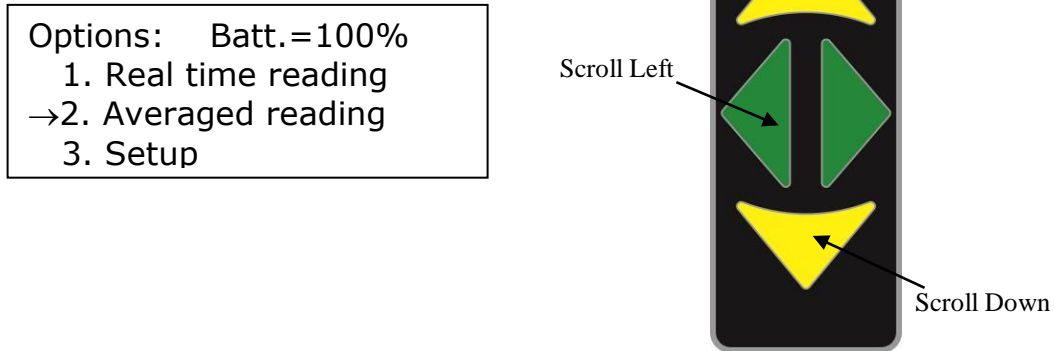 Options: Batt.=100%
1. Real time reading
→2. Averaged reading
3. Setup
Scroll Left
Scroll Down